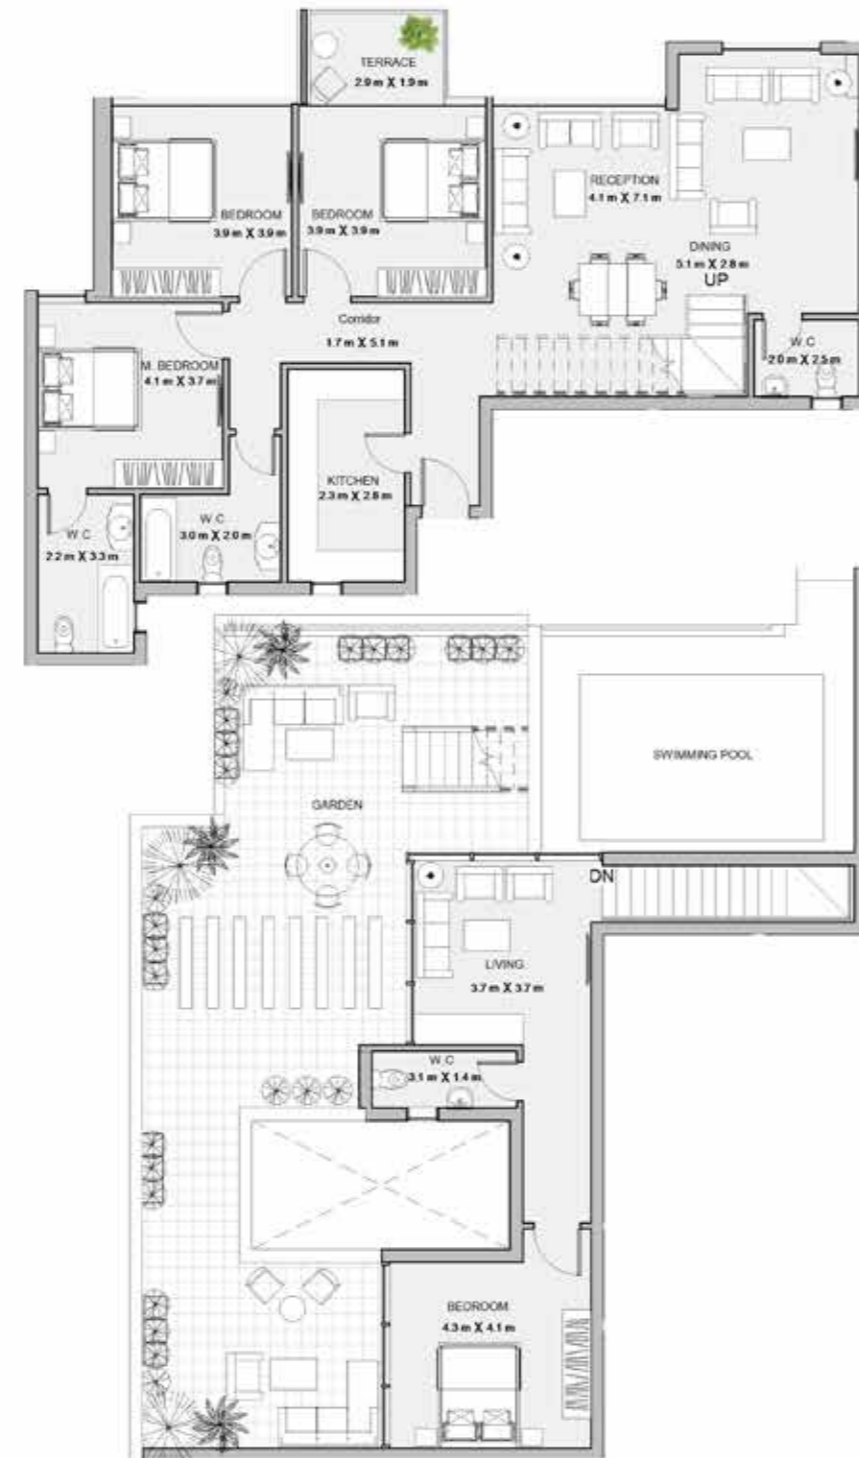 TERRACE
2.9 m X 1.9 m
BEDROOM
3.9 m X 3.9 m
BEDROOM
3.9 m X 3.9 m
RECEPTION
4.1 m X 7.1 m
DINING
5.1 m X 2.8 m
UP
Corridor
1.7 m X 5.1 m
W.C
2.0 m X 2.5 m
M. BEDROOM
4.1 m X 3.7 m
KITCHEN
2.3 m X 2.8 m
W.C
3.0 m X 2.0 m
W.C
2.2 m X 3.3 m
SWIMMING POOL
GARDEN
DN
LIVING
3.7 m X 3.7 m
W.C
3.1 m X 1.4 m
BEDROOM
4.3 m X 4.1 m